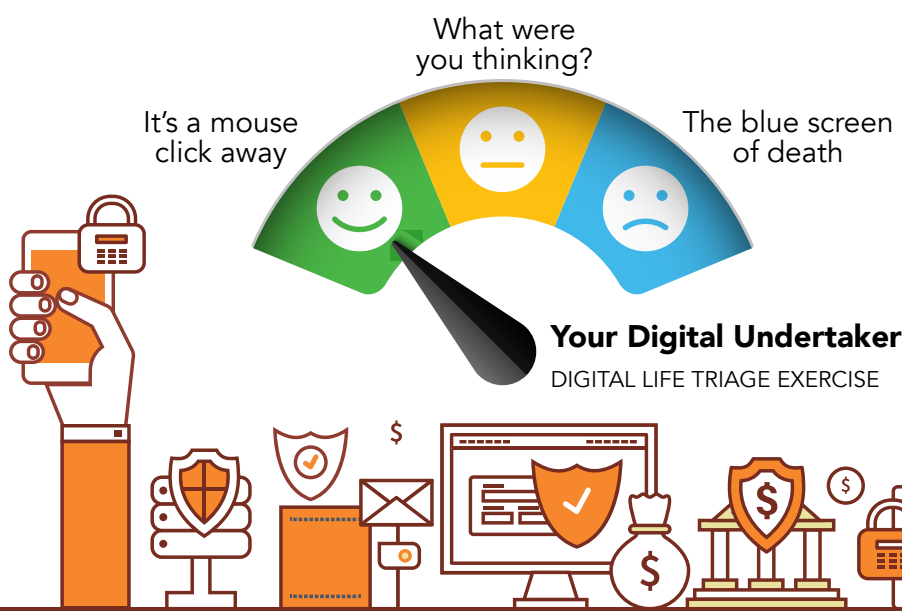 What were
you thinking?
It's a mouse
click away
The blue screen
of death
Your Digital Undertaker
DIGITAL LIFE TRIAGE EXERCISE
$
$
$
$